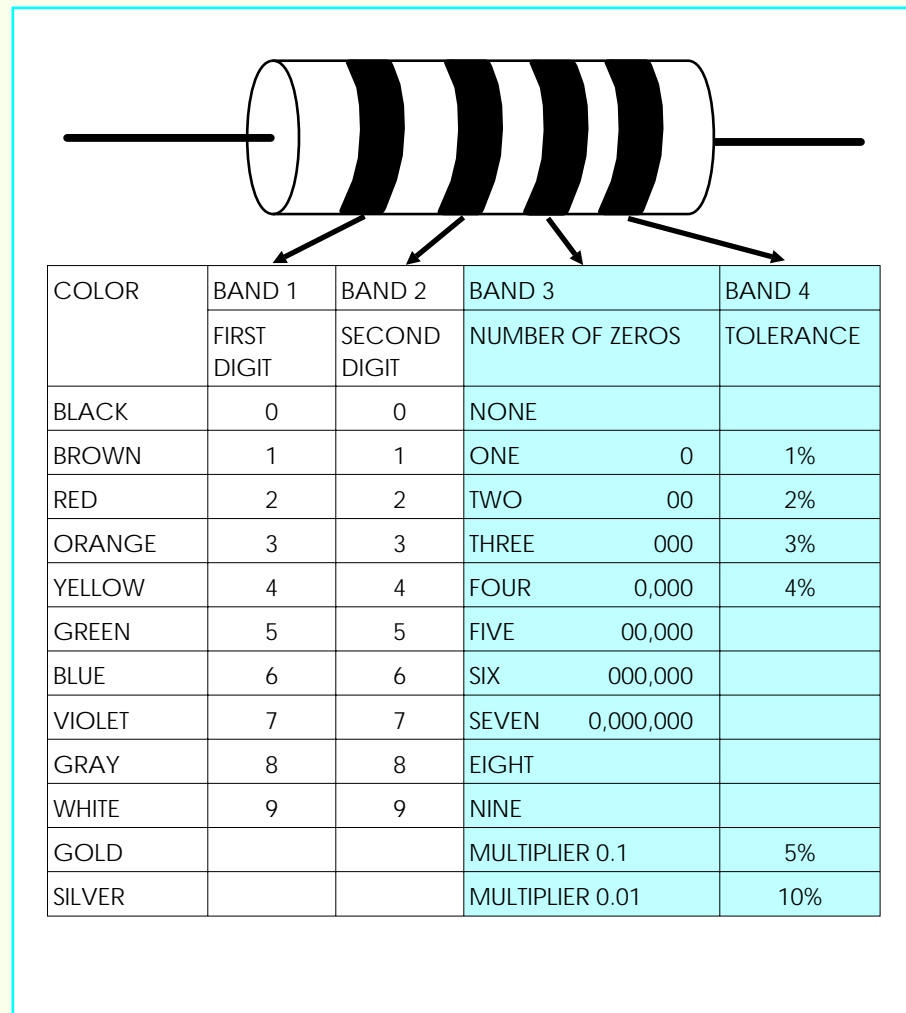 COLOR BAND 1 BAND 2 BAND 3 BAND 4
FIRST DIGIT SECOND DIGIT NUMBER OF ZEROS TOLERANCE
BLACK 0 0 NONE
BROWN 1 1 ONE 0 1%
RED 2 2 TWO 00 2%
ORANGE 3 3 THREE 000 3%
YELLOW 4 4 FOUR 0,000 4%
GREEN 5 5 FIVE 00,000
BLUE 6 6 SIX 000,000
VIOLET 7 7 SEVEN 0,000,000
GRAY 8 8 EIGHT
WHITE 9 9 NINE
GOLD MULTIPLIER 0.1 5%
SILVER MULTIPLIER 0.01 10%